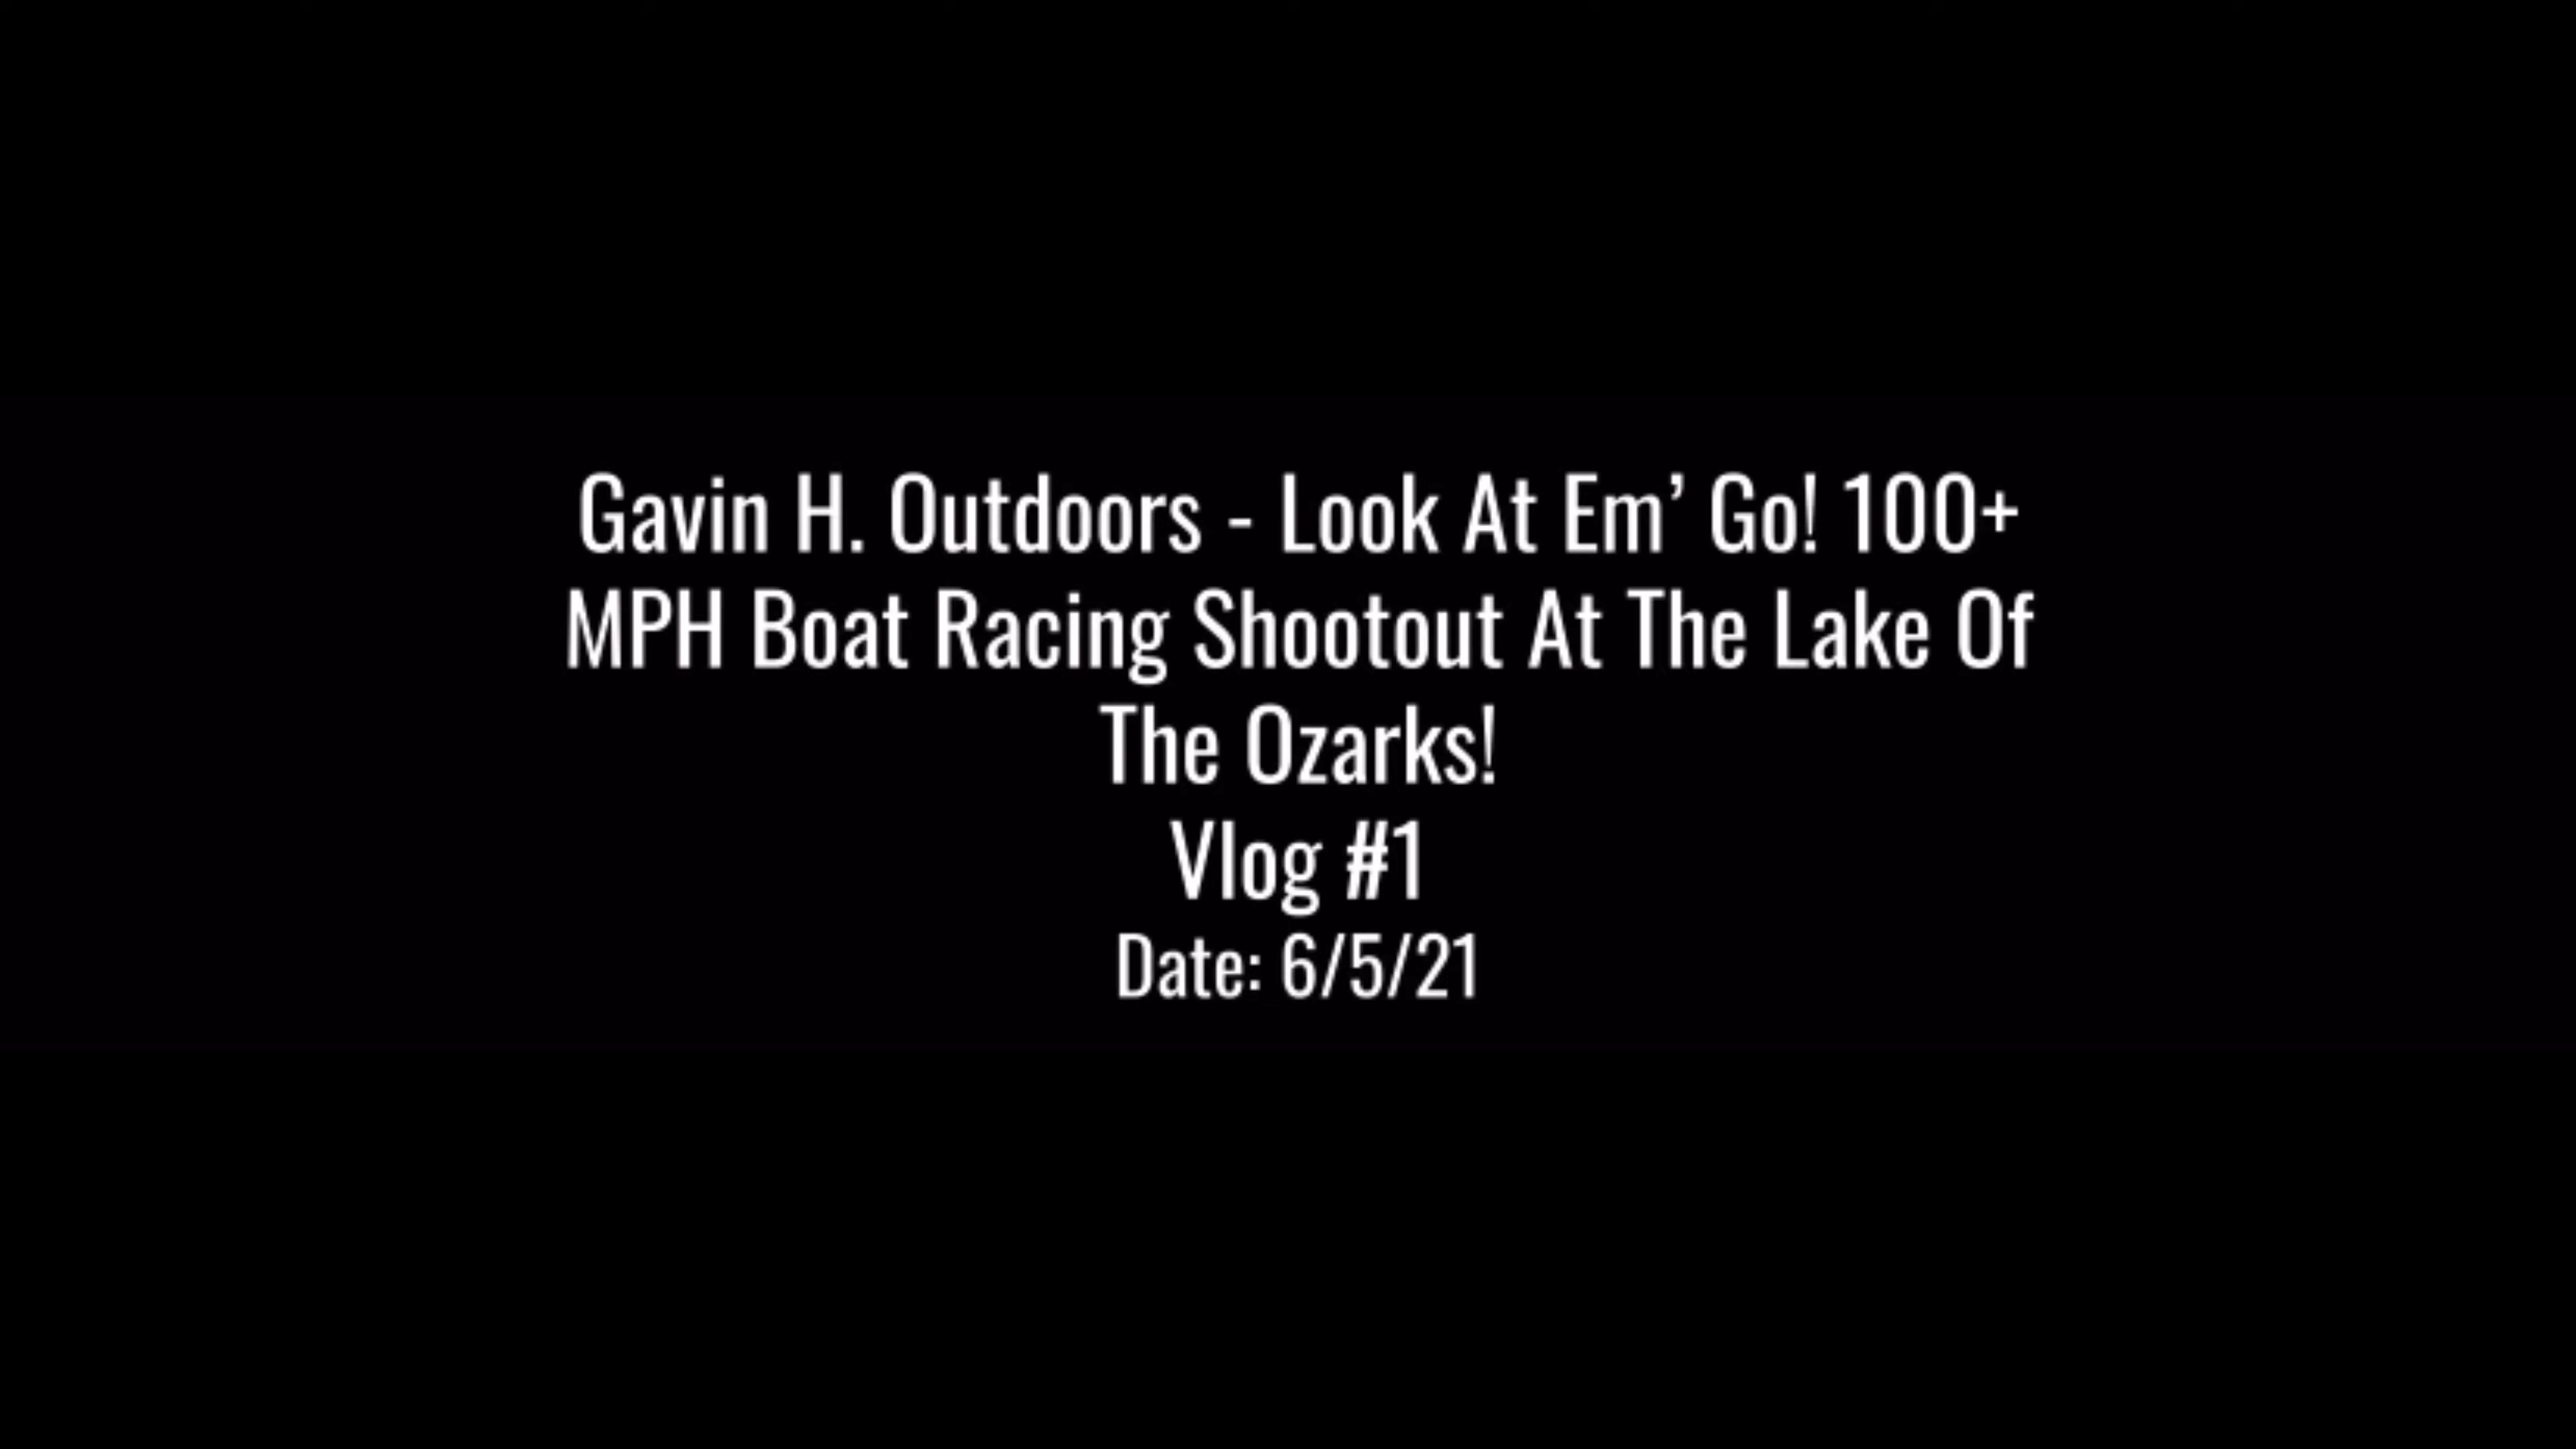 Gavin H. Outdoors - Look At Em’ Go! 100+
MPH Boat Racing Shootout At The Lake Of
The Ozarks!
Vlog #1
Date: 6/5/21